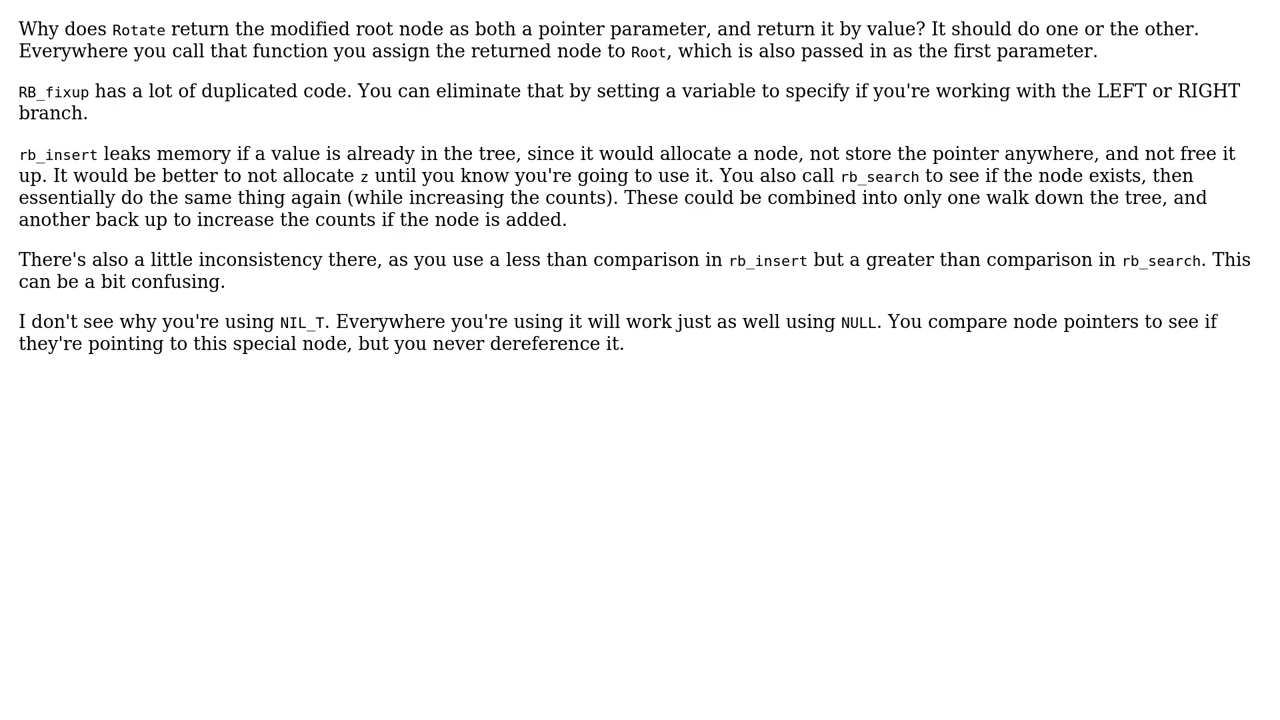 Why does Rotate return the modified root node as both a pointer parameter, and return it by value? It should do one or the other.
Everywhere you call that function you assign the returned node to Root, which is also passed in as the first parameter.
RB_fixup has a lot of duplicated code. You can eliminate that by setting a variable to specify if you're working with the LEFT or RIGHT
branch.
rb_insert leaks memory if a value is already in the tree, since it would allocate a node, not store the pointer anywhere, and not free it
up. It would be better to not allocate z until you know you're going to use it. You also call rb_search to see if the node exists, then
essentially do the same thing again (while increasing the counts). These could be combined into only one walk down the tree, and
another back up to increase the counts if the node is added.
There's also a little inconsistency there, as you use a less than comparison in rb_insert but a greater than comparison in rb_search. This
can be a bit confusing.
I don't see why you're using NIL_T. Everywhere you're using it will work just as well using NULL. You compare node pointers to see if
they're pointing to this special node, but you never dereference it.